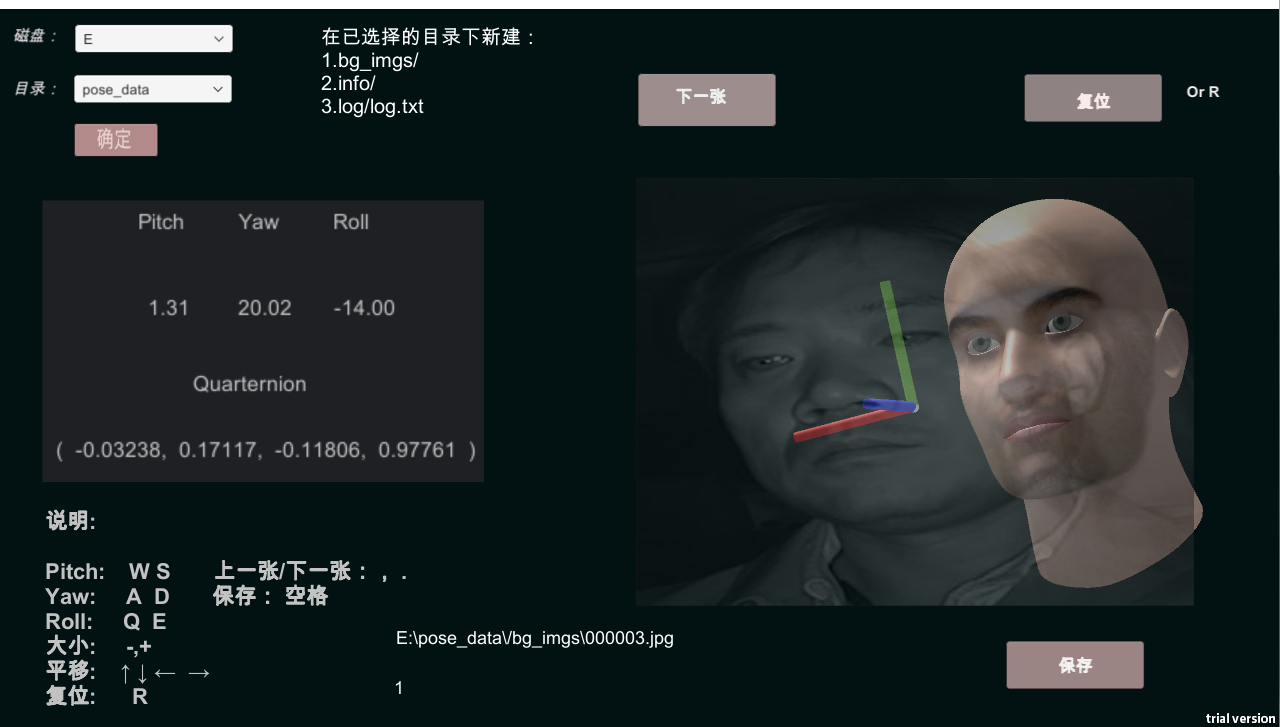 磁盘： E
在已选择的目录下新建：
1.bg_imgs/
2.info/
3.log/log.txt
目录： pose_data
确定
下一张
复位 Or R
Pitch Yaw Roll
1.31 20.02 -14.00
Quarternion
( -0.03238, 0.17117, -0.11806, 0.97761 )
说明:
Pitch: W S 上一张/下一张： , .
Yaw: A D 保存： 空格
Roll: Q E
大小: -,+
平移: ↑↓← →
复位: R
E:\pose_data\/bg_imgs\000003.jpg
1
保存
trial version